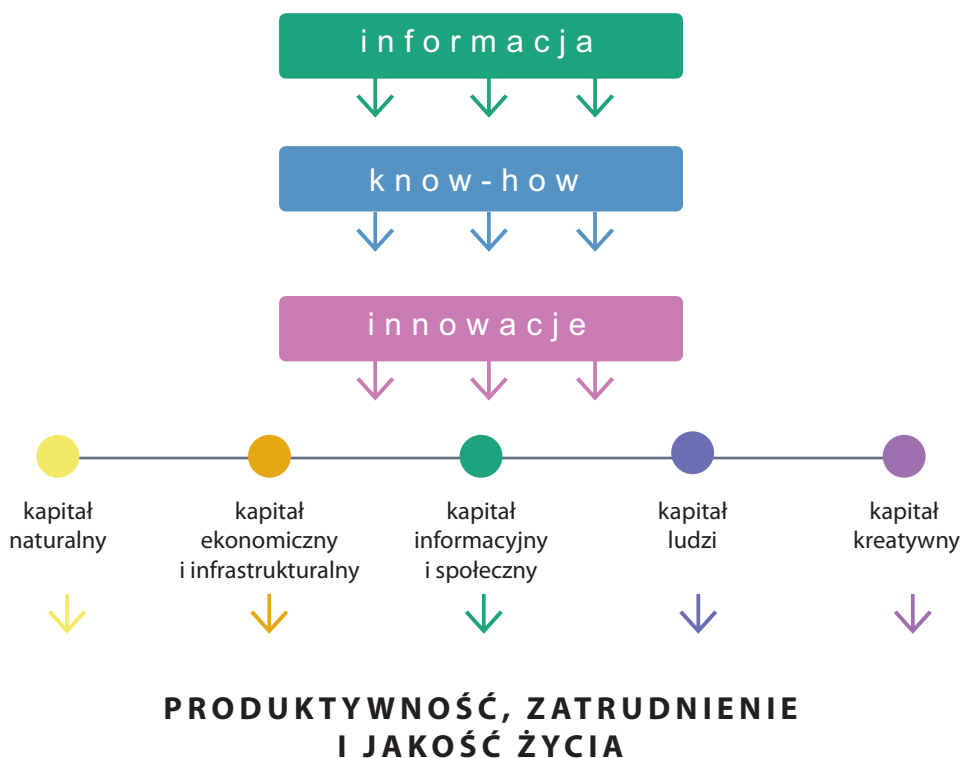 informacja
know-how
innowacje
kapitał
naturalny
kapitał
ekonomiczny
i infrastrukturalny
kapitał
informacyjny
i społeczny
kapitał
ludzi
kapitał
kreatywny
PRODUKTYWNOŚĆ, ZATRUDNIENIE
I JAKOŚĆ ŻYCIA